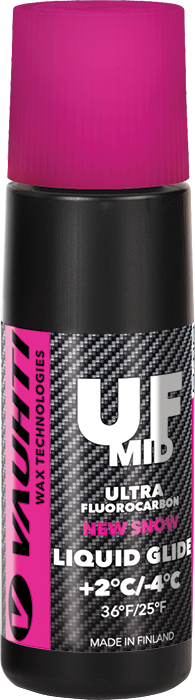 VAUHTI
WAX TECHNOLOGIES
UF
MID
ULTRA
FLUOROCARBON
NEW SNOW
LIQUID GLIDE
+2°C/-4°C
36°F/25°F
MADE IN FINLAND